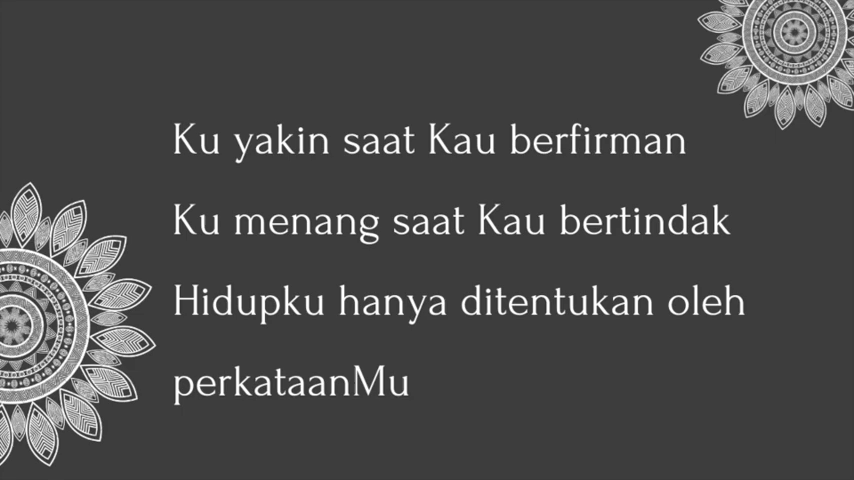 Ku yakin saat Kau berfirman
Ku menang saat Kau bertindak
Hidupku hanya ditentukan oleh
perkataanMu